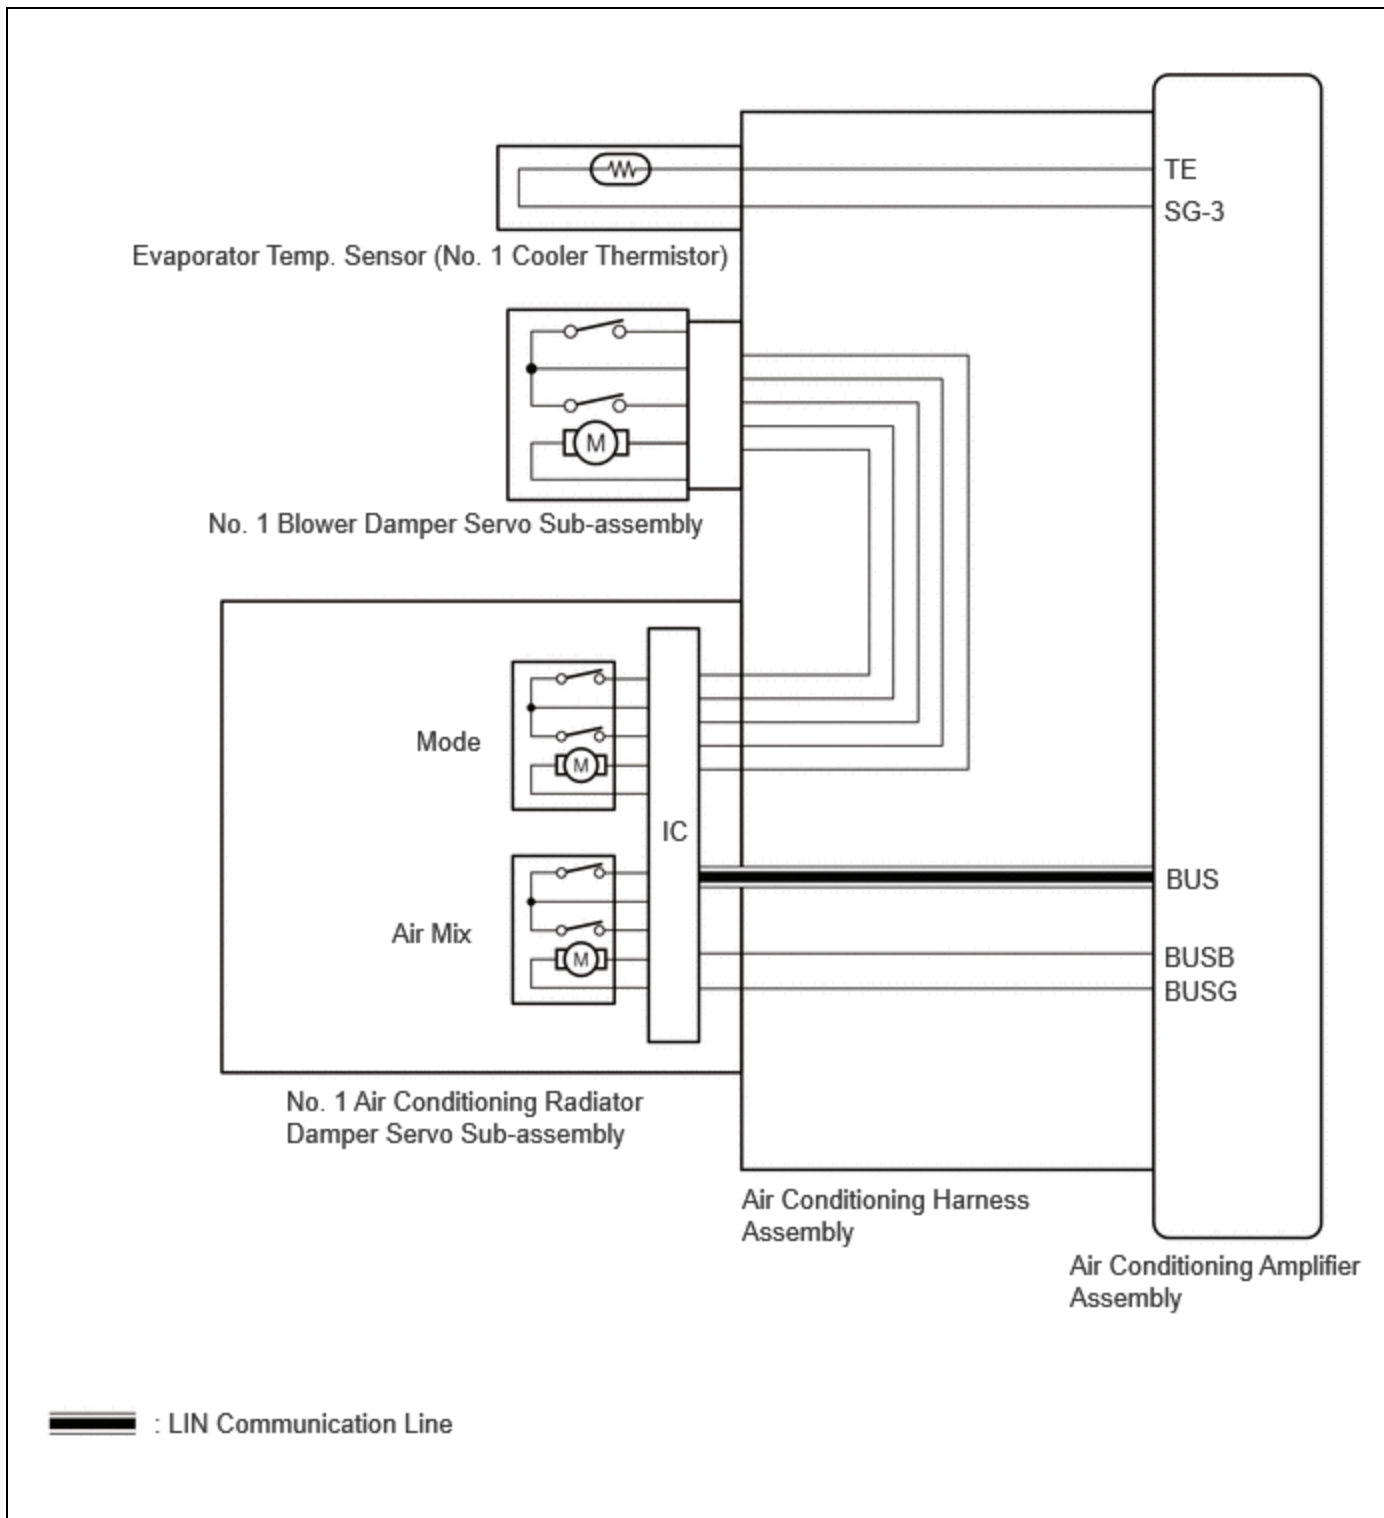 TE
SG-3
Evaporator Temp. Sensor (No. 1 Cooler Thermistor)
M
No. 1 Blower Damper Servo Sub-assembly
Mode
M
IC
BUS
Air Mix
M
BUSB
BUSG
No. 1 Air Conditioning Radiator
Damper Servo Sub-assembly
Air Conditioning Harness
Assembly
Air Conditioning Amplifier
Assembly
: LIN Communication Line